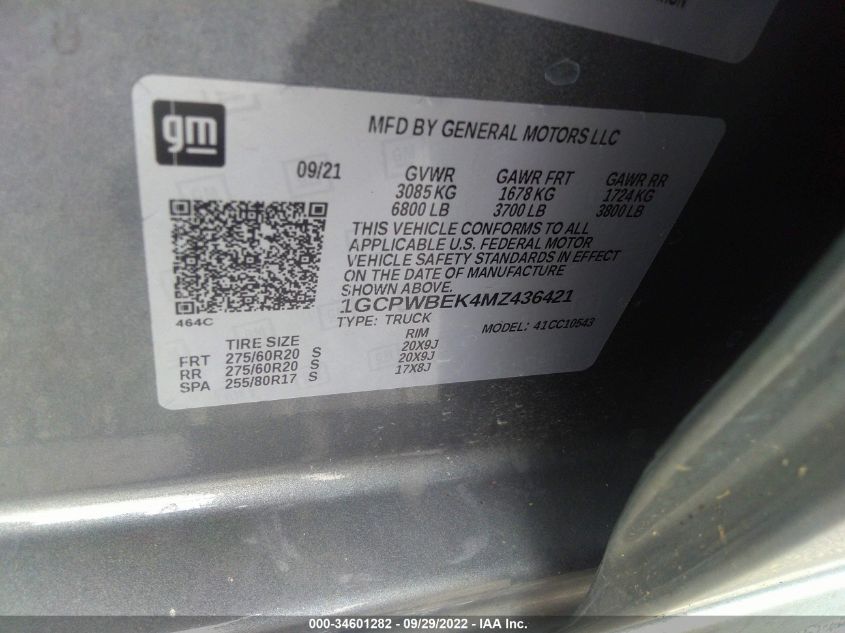 gm
MFD BY GENERAL MOTORS LLC
09/21 GVWR GAWR FRT GAWR RR
3085 KG 1678 KG 1724 KG
6800 LB 3700 LB 3800 LB
THIS VEHICLE CONFORMS TO ALL
APPLICABLE U.S. FEDERAL MOTOR
VEHICLE SAFETY STANDARDS IN EFFECT
ON THE DATE OF MANUFACTURE
SHOWN ABOVE.
1GCPWBEK4MZ436421
464C
TYPE: TRUCK MODEL: 41CC10543
TIRE SIZE RIM
FRT 275/60R20 S 20X9J
RR 275/60R20 S 20X9J
SPA 255/80R17 S 17X8J
000-34601282 - 09/29/2022 - IAA Inc.